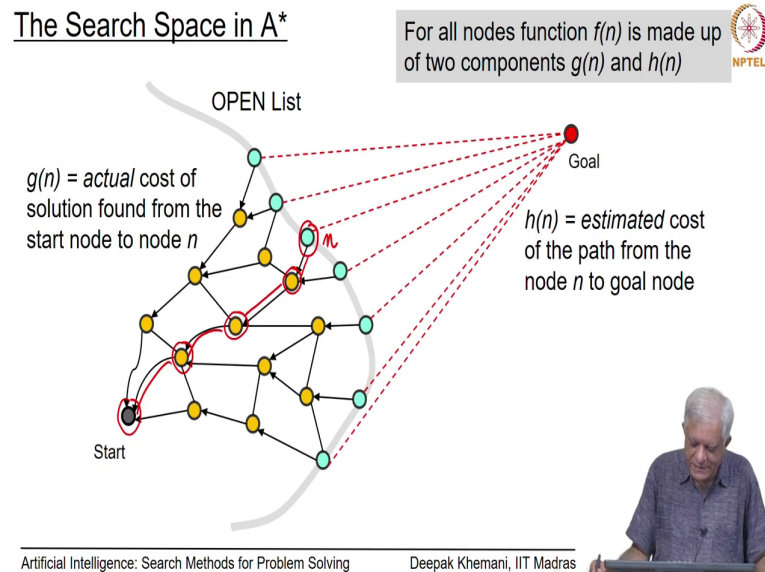 The Search Space in A*
For all nodes function f(n) is made up
of two components g(n) and h(n)
NPTEL
OPEN List
Goal
g(n) = actual cost of
solution found from the
start node to node n
n
h(n) = estimated cost
of the path from the
node n to goal node
Start
Artificial Intelligence: Search Methods for Problem Solving
Deepak Khemani, IIT Madras